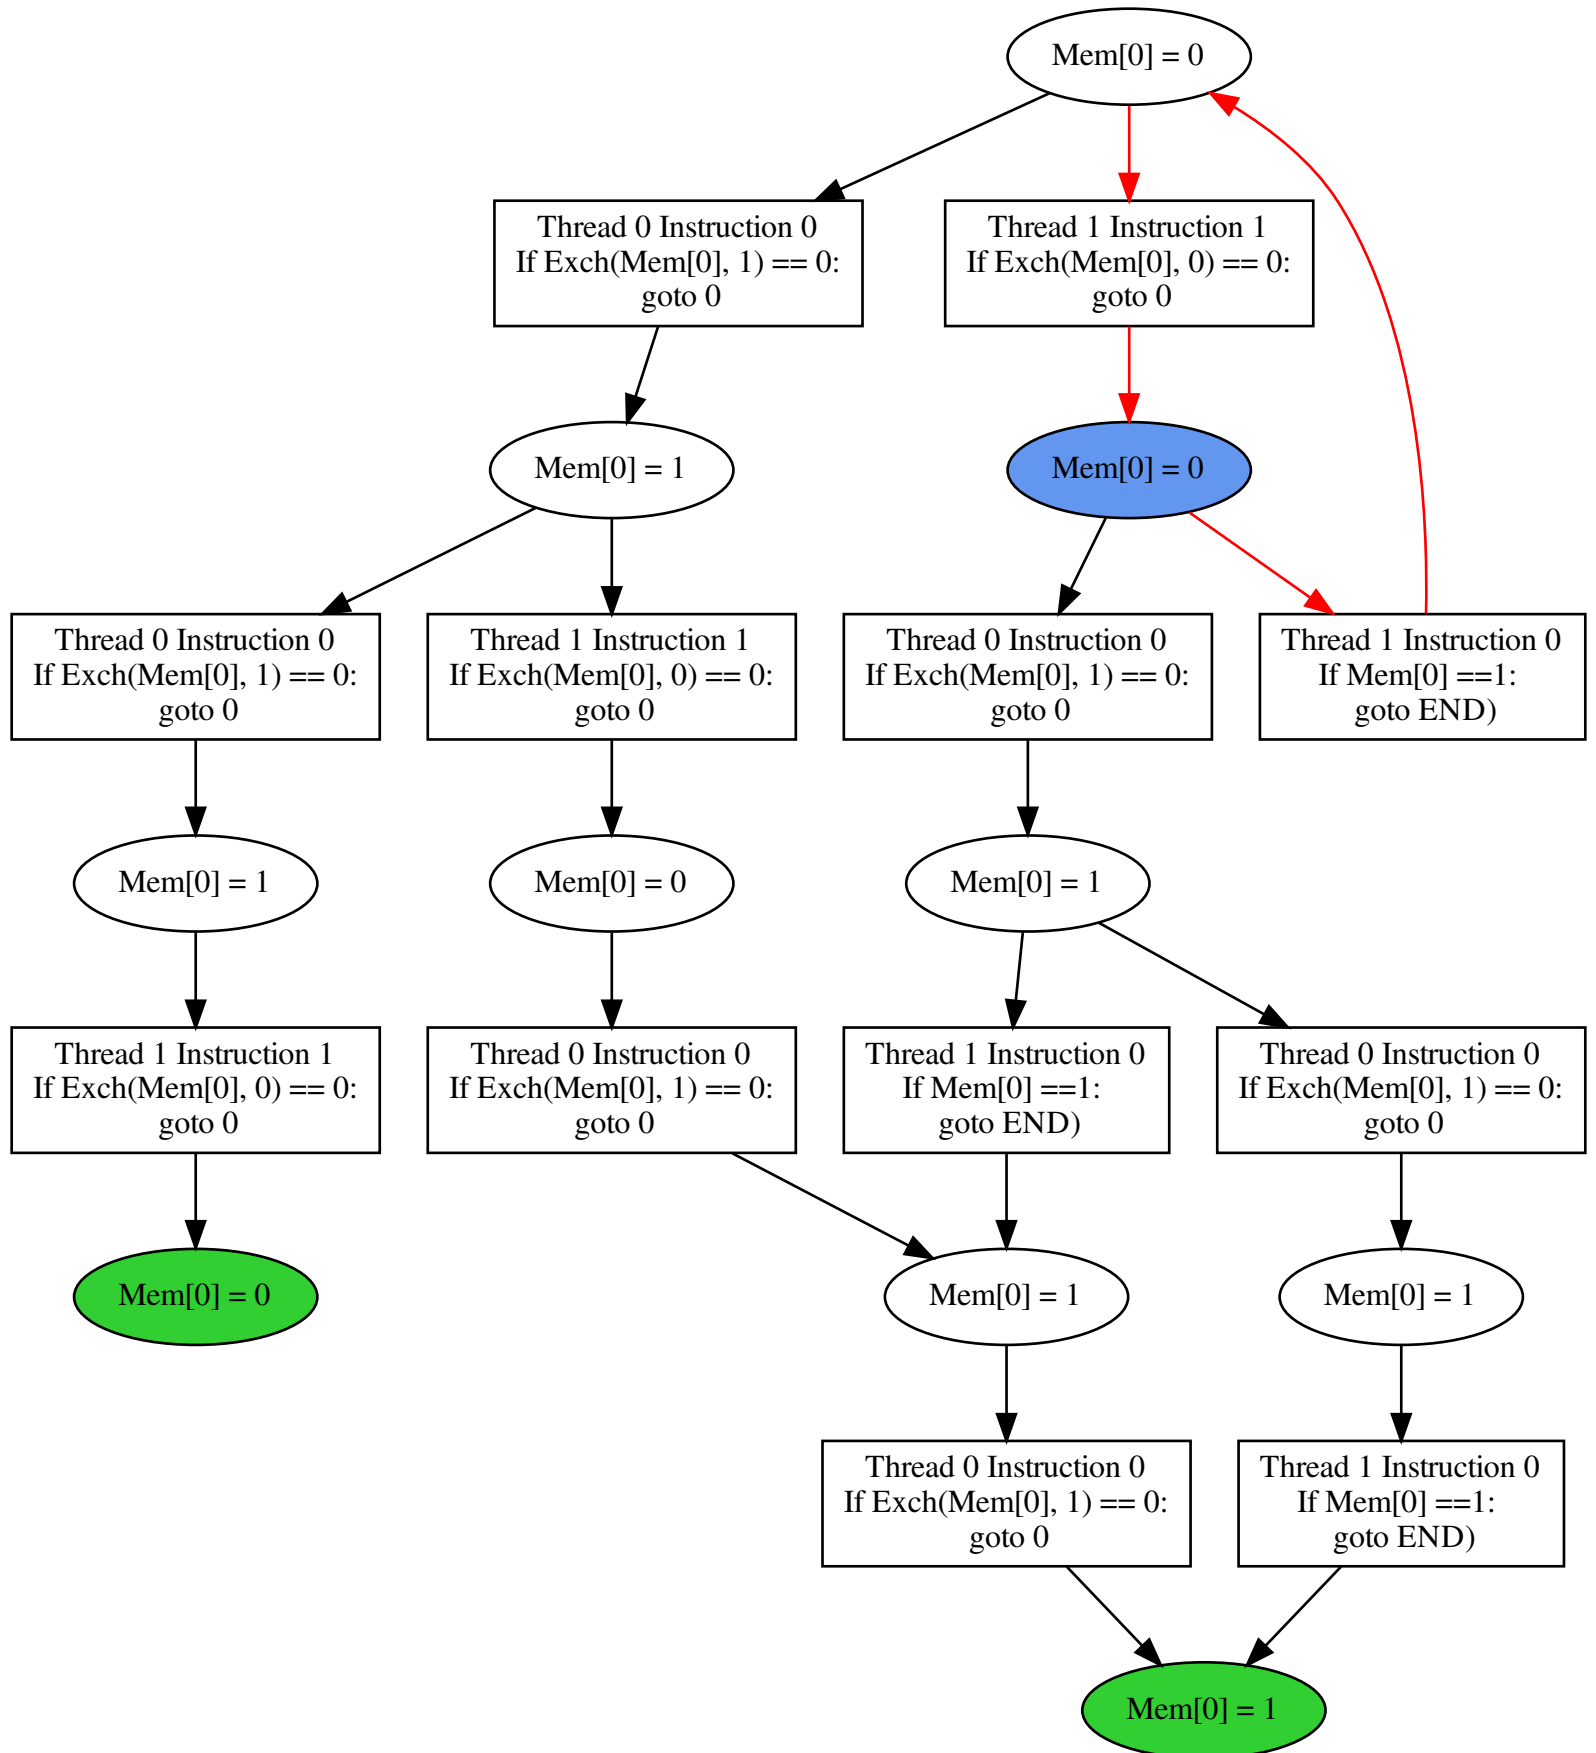 Mem[0] = 0
Thread 0 Instruction 0
If Exch(Mem[0], 1) == 0:
goto 0
Thread 1 Instruction 1
If Exch(Mem[0], 0) == 0:
goto 0
Mem[0] = 1
Mem[0] = 0
Thread 0 Instruction 0
If Exch(Mem[0], 1) == 0:
goto 0
Thread 1 Instruction 1
If Exch(Mem[0], 0) == 0:
goto 0
Thread 0 Instruction 0
If Exch(Mem[0], 1) == 0:
goto 0
Thread 1 Instruction 0
If Mem[0] ==1:
goto END)
Mem[0] = 1
Mem[0] = 0
Mem[0] = 1
Thread 1 Instruction 1
If Exch(Mem[0], 0) == 0:
goto 0
Thread 0 Instruction 0
If Exch(Mem[0], 1) == 0:
goto 0
Thread 1 Instruction 0
If Mem[0] ==1:
goto END)
Thread 0 Instruction 0
If Exch(Mem[0], 1) == 0:
goto 0
Mem[0] = 0
Mem[0] = 1
Mem[0] = 1
Thread 0 Instruction 0
If Exch(Mem[0], 1) == 0:
goto 0
Thread 1 Instruction 0
If Mem[0] ==1:
goto END)
Mem[0] = 1